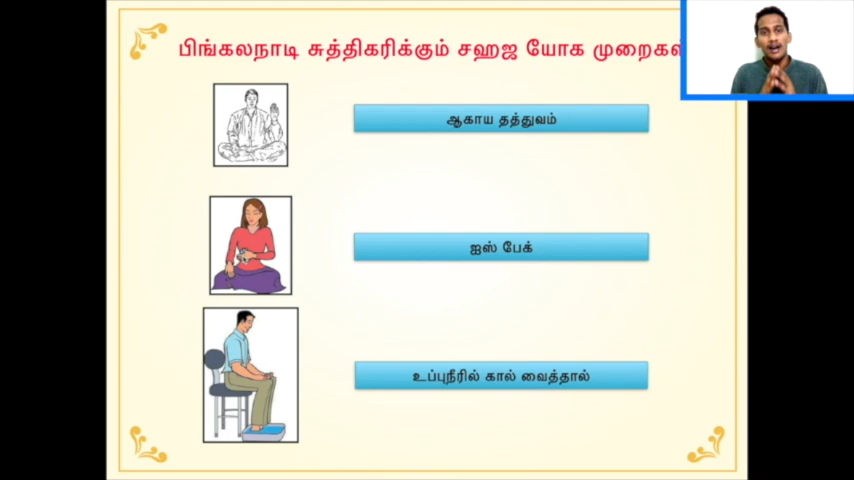 பிங்கலநாடி சுத்திகரிக்கும் சஹஜ யோக முறைகள்
ஆகாய தத்துவம்
ஐஸ் பேக்
உப்புநீரில் கால் வைத்தால்